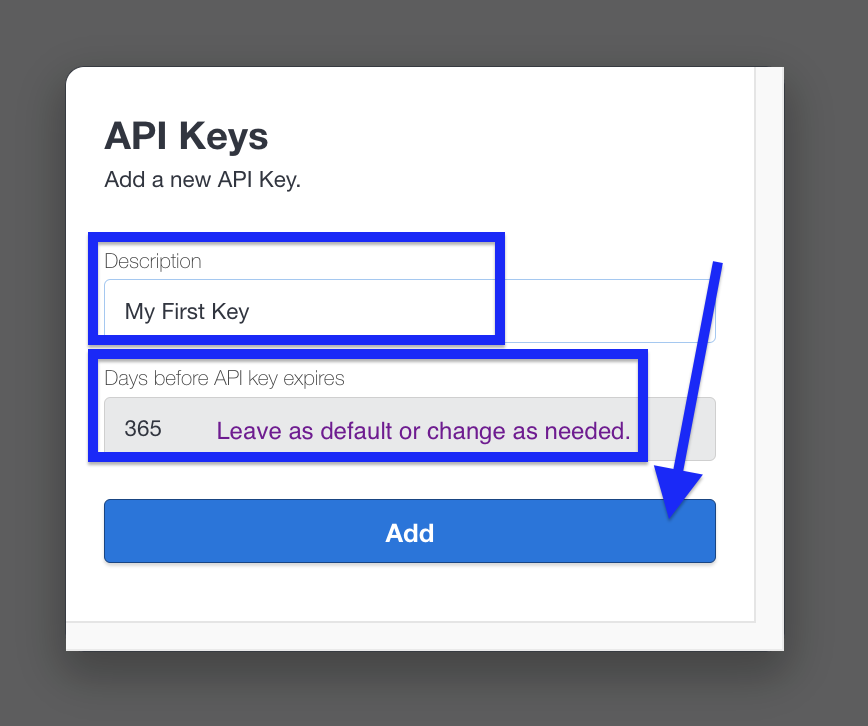 API Keys
Add a new API Key.
Description
My First Key
Days before API key expires
365 Leave as default or change as needed.
Add